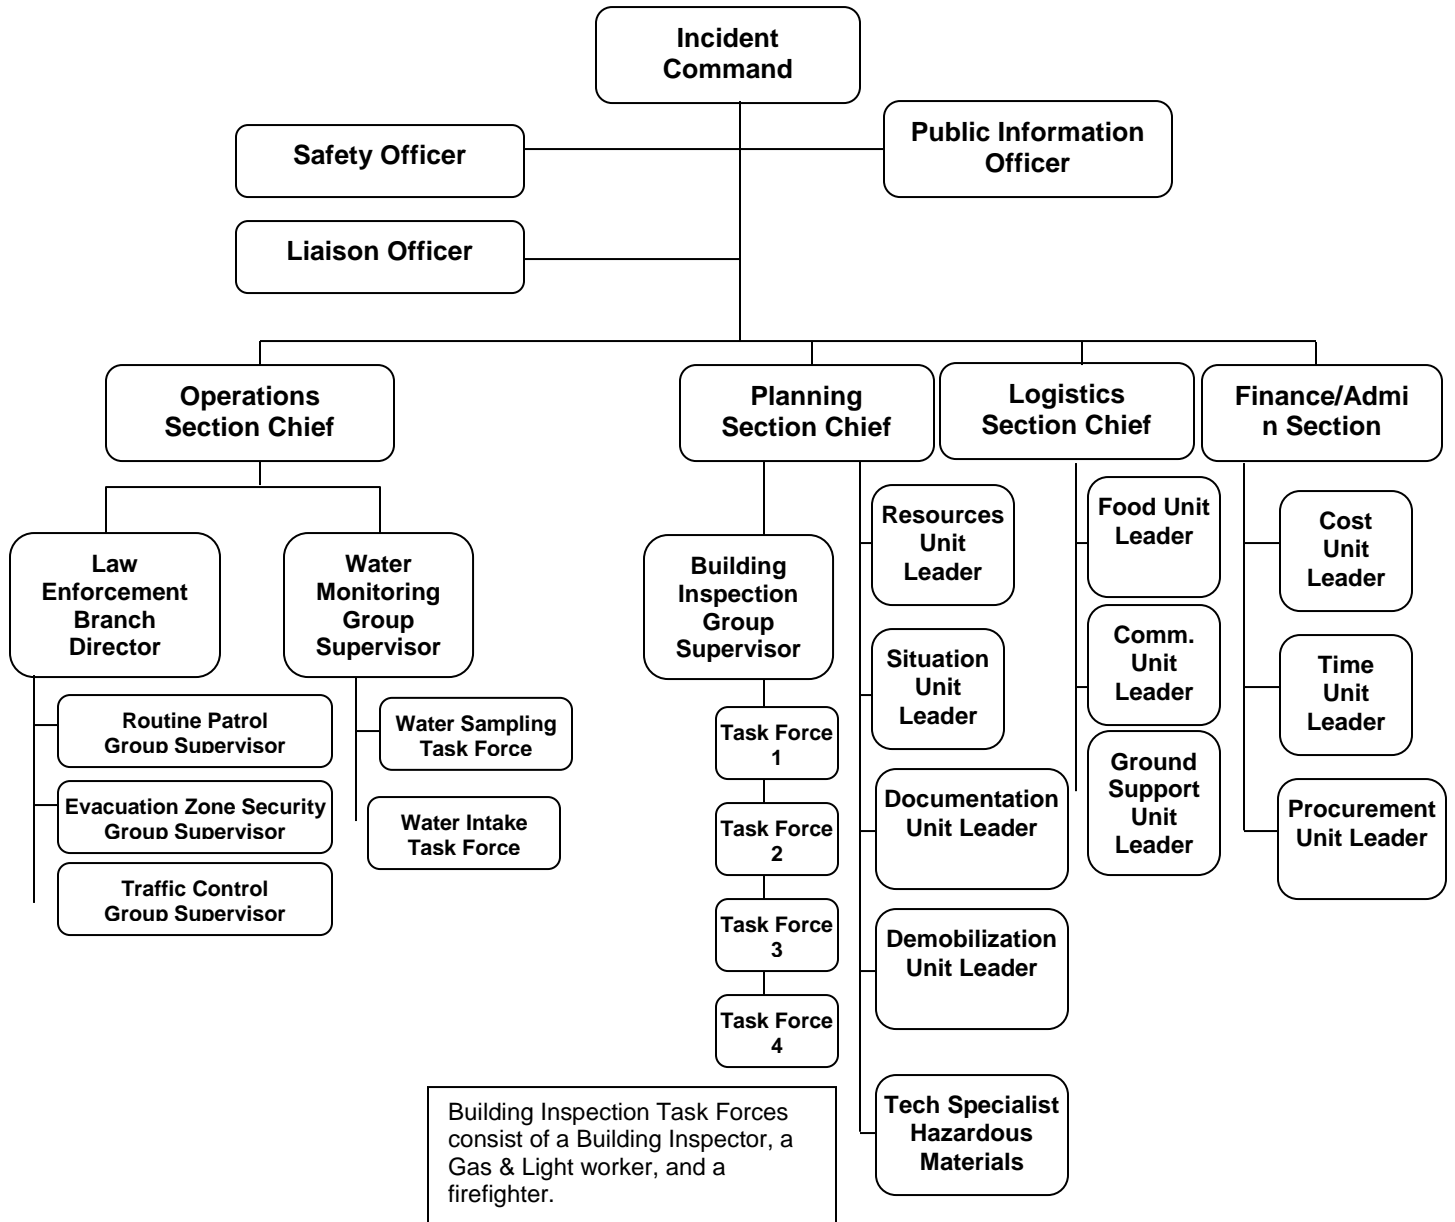 Incident
Command
Safety Officer
Public Information
Officer
Liaison Officer
Operations
Section Chief
Planning
Section Chief
Logistics
Section Chief
Finance/Admi
n Section
Law
Enforcement
Branch
Director
Water
Monitoring
Group
Supervisor
Building
Inspection
Group
Supervisor
Resources
Unit
Leader
Food Unit
Leader
Cost
Unit
Leader
Routine Patrol
Group Supervisor
Evacuation Zone Security
Group Supervisor
Traffic Control
Group Supervisor
Water Sampling
Task Force
Water Intake
Task Force
Task Force
1
Task Force
2
Task Force
3
Task Force
4
Situation
Unit
Leader
Documentation
Unit Leader
Demobilization
Unit Leader
Tech Specialist
Hazardous
Materials
Comm.
Unit
Leader
Ground
Support
Unit
Leader
Time
Unit
Leader
Procurement
Unit Leader
Building Inspection Task Forces
consist of a Building Inspector, a
Gas & Light worker, and a
firefighter.